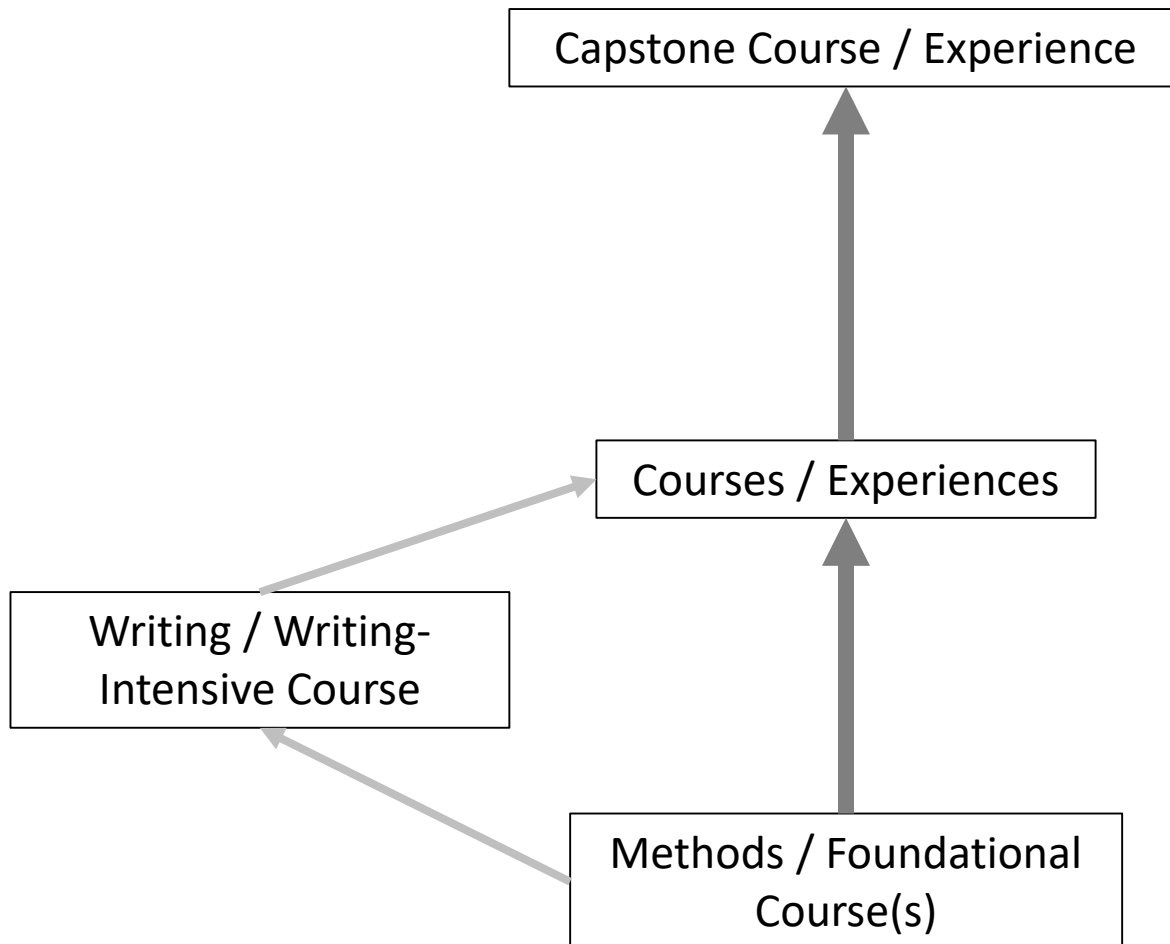 Capstone Course / Experience
Courses / Experiences
Writing / Writing-
Intensive Course
Methods / Foundational
Course(s)